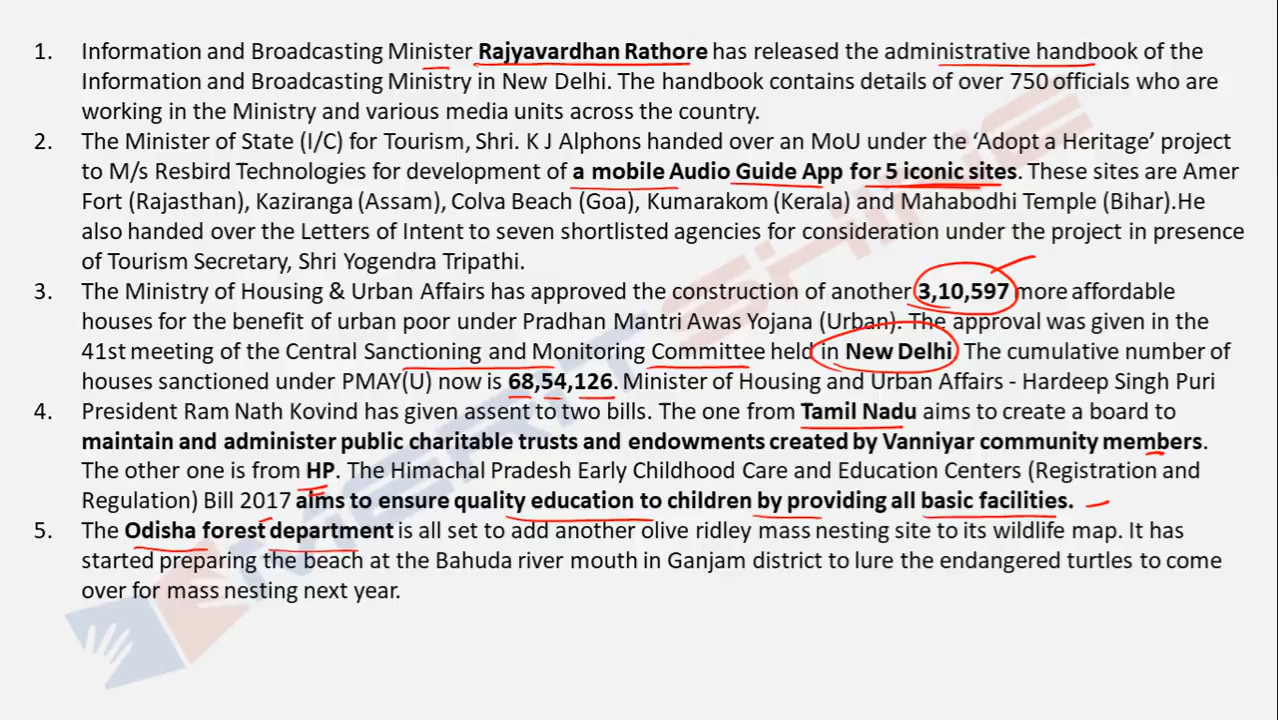 1. Information and Broadcasting Minister Rajyavardhan Rathore has released the administrative handbook of the
Information and Broadcasting Ministry in New Delhi. The handbook contains details of over 750 officials who are
working in the Ministry and various media units across the country.
2. The Minister of State (I/C) for Tourism, Shri. K J Alphons handed over an MoU under the ‘Adopt a Heritage’ project
to M/s Resbird Technologies for development of a mobile Audio Guide App for 5 iconic sites. These sites are Amer
Fort (Rajasthan), Kaziranga (Assam), Colva Beach (Goa), Kumarakom (Kerala) and Mahabodhi Temple (Bihar).He
also handed over the Letters of Intent to seven shortlisted agencies for consideration under the project in presence
of Tourism Secretary, Shri Yogendra Tripathi.
3. The Ministry of Housing & Urban Affairs has approved the construction of another 3,10,597 more affordable
houses for the benefit of urban poor under Pradhan Mantri Awas Yojana (Urban). The approval was given in the
41st meeting of the Central Sanctioning and Monitoring Committee held in New Delhi. The cumulative number of
houses sanctioned under PMAY(U) now is 68,54,126. Minister of Housing and Urban Affairs - Hardeep Singh Puri
4. President Ram Nath Kovind has given assent to two bills. The one from Tamil Nadu aims to create a board to
maintain and administer public charitable trusts and endowments created by Vanniyar community members.
The other one is from HP. The Himachal Pradesh Early Childhood Care and Education Centers (Registration and
Regulation) Bill 2017 aims to ensure quality education to children by providing all basic facilities.
5. The Odisha forest department is all set to add another olive ridley mass nesting site to its wildlife map. It has
started preparing the beach at the Bahuda river mouth in Ganjam district to lure the endangered turtles to come
over for mass nesting next year.
MERITSHINE